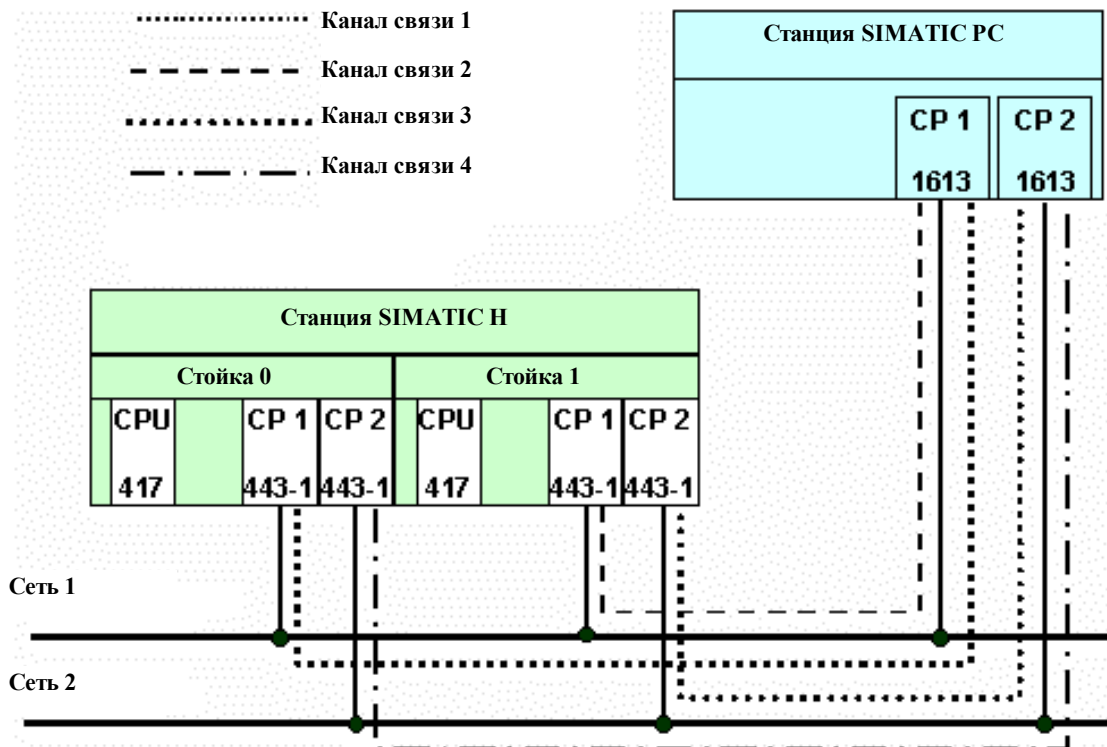 Канал связи 1
Канал связи 2
Канал связи 3
Канал связи 4
Станция SIMATIC PC
CP 1
1613
CP 2
1613
Станция SIMATIC H
Стойка 0
Стойка 1
CPU
417
CP 1
443-1
CP 2
443-1
CPU
417
CP 1
443-1
CP 2
443-1
Сеть 1
Сеть 2